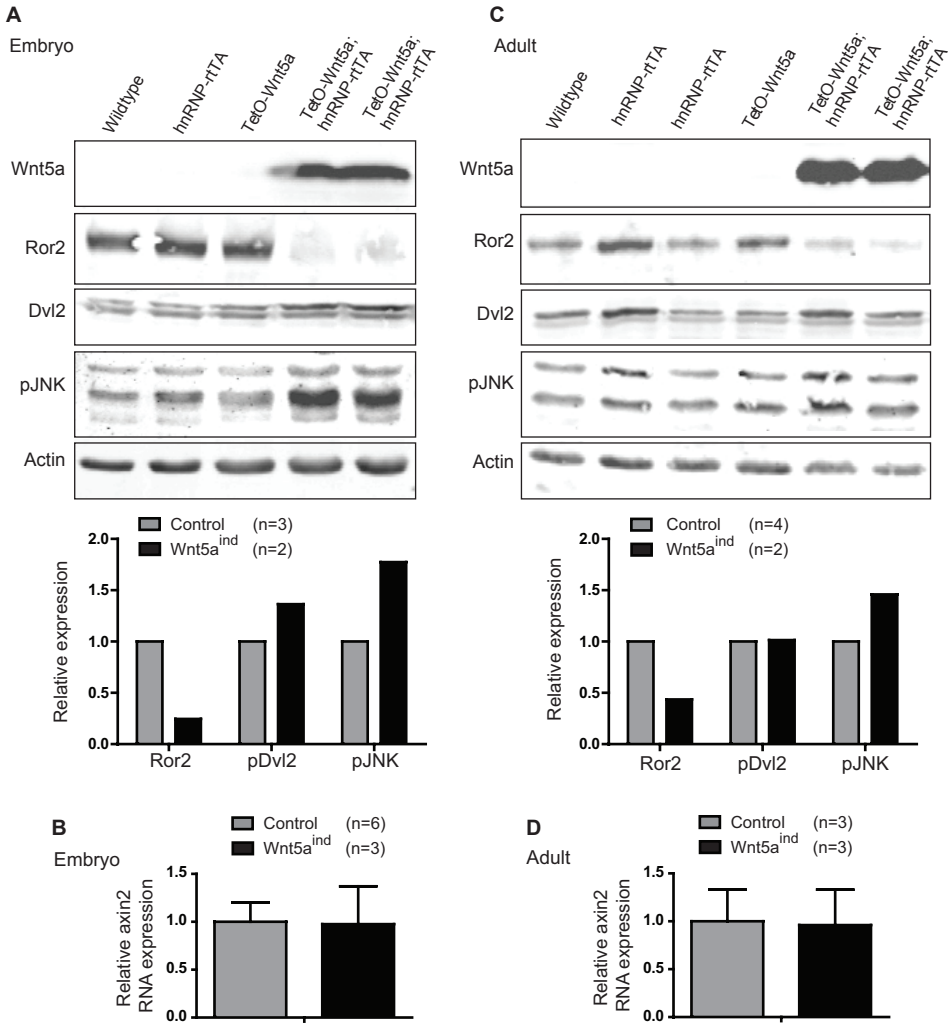 A
Embryo
Wildtype
hnRNP-rtTA
TetO-Wnt5a
TetO-Wnt5a;
hnRNP-rtTA
TetO-Wnt5a;
hnRNP-rtTA
Wnt5a
Ror2
Dvl2
pJNK
Actin
Control (n=3)
Wnt5a^ind (n=2)
Relative expression
2.0
1.5
1.0
0.5
0.0
Ror2 pDvl2 pJNK
B
Embryo
Control (n=6)
Wnt5a^ind (n=3)
Relative axin2
RNA expression
1.5
1.0
0.5
0.0
C
Adult
Wildtype
hnRNP-rtTA
hnRNP-rtTA
TetO-Wnt5a
TetO-Wnt5a;
hnRNP-rtTA
TetO-Wnt5a;
hnRNP-rtTA
Wnt5a
Ror2
Dvl2
pJNK
Actin
Control (n=4)
Wnt5a^ind (n=2)
Relative expression
2.0
1.5
1.0
0.5
0.0
Ror2 pDvl2 pJNK
D
Adult
Control (n=3)
Wnt5a^ind (n=3)
Relative axin2
RNA expression
1.5
1.0
0.5
0.0